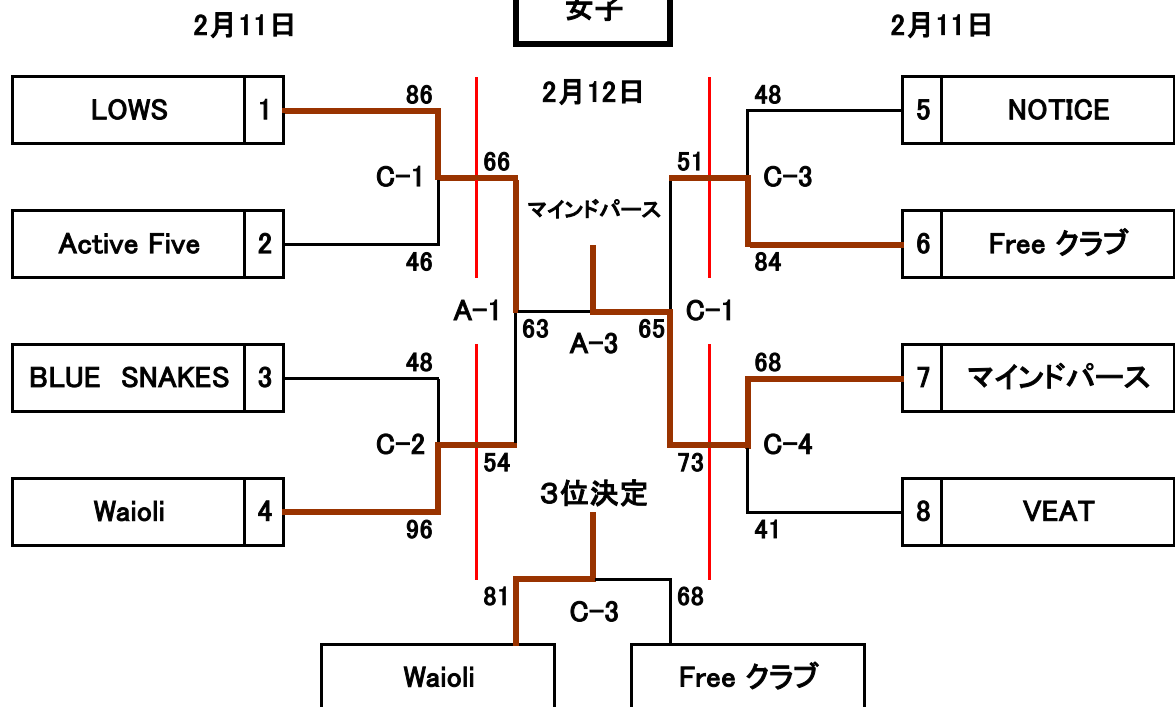 女子
2月11日
2月11日
2月12日
LOWS 1
86
48
5 NOTICE
C-1
66
51
C-3
マインドパース
Active Five 2
46
84
6 Free クラブ
A-1
63
A-3
65
C-1
BLUE SNAKES 3
48
68
7 マインドパース
C-2
54
73
C-4
3位決定
Waioli 4
96
41
8 VEAT
81
C-3
68
Waioli
Free クラブ